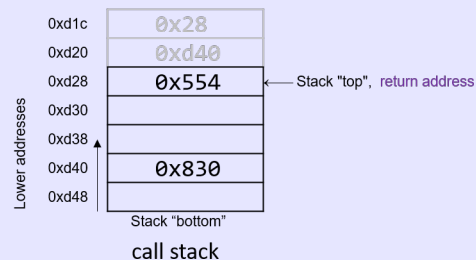 0xd1c 0x28
0xd20 0xd40
0xd28 0x554 Stack "top", return address
0xd30
0xd38
0xd40 0x830
0xd48
Lower addresses
Stack “bottom”
call stack